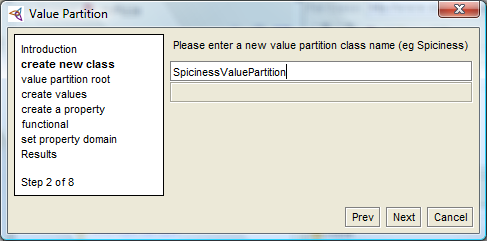 Value Partition
Introduction
create new class
value partition root
create values
create a property
functional
set property domain
Results
Step 2 of 8
Please enter a new value partition class name (eg Spiciness)
SpicinessValuePartition
Prev
Next
Cancel